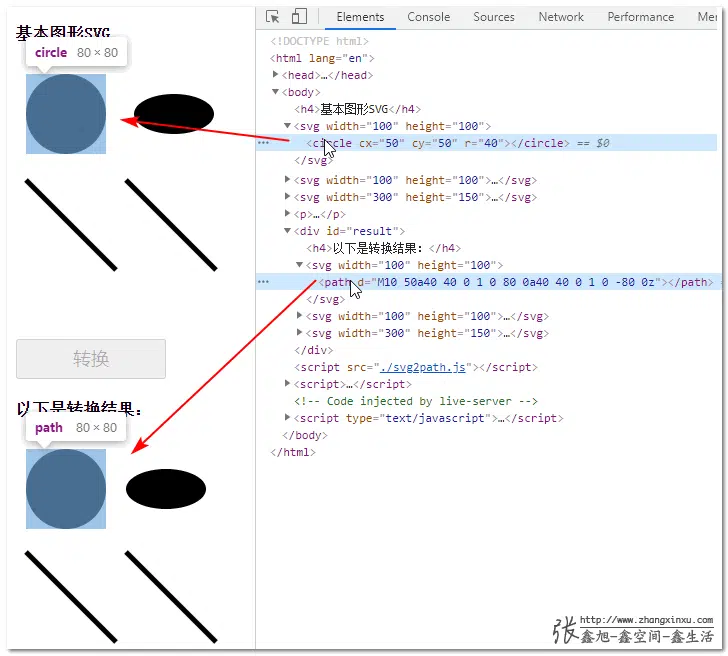 基本图形SVG
circle 80 × 80
转换
以下是转换结果：
path 80 × 80
Elements Console Sources Network Performance Mer
<!DOCTYPE html>
<html lang="en">
<head>…</head>
<body>
<h4>基本图形SVG</h4>
<svg width="100" height="100">
<circle cx="50" cy="50" r="40"></circle> == $0
</svg>
<svg width="100" height="100">…</svg>
<svg width="300" height="150">…</svg>
<p>…</p>
<div id="result">
<h4>以下是转换结果：</h4>
<svg width="100" height="100">
<path d="M10 50a40 40 0 1 0 80 0a40 40 0 1 0 -80 0z"></path> =
</svg>
<svg width="100" height="100">…</svg>
<svg width="300" height="150">…</svg>
</div>
<script src="./svg2path.js"></script>
<script>…</script>
<!-- Code injected by live-server -->
<script type="text/javascript">…</script>
</body>
</html>
http://www.zhangxinxu.com
张鑫旭-鑫空间-鑫生活